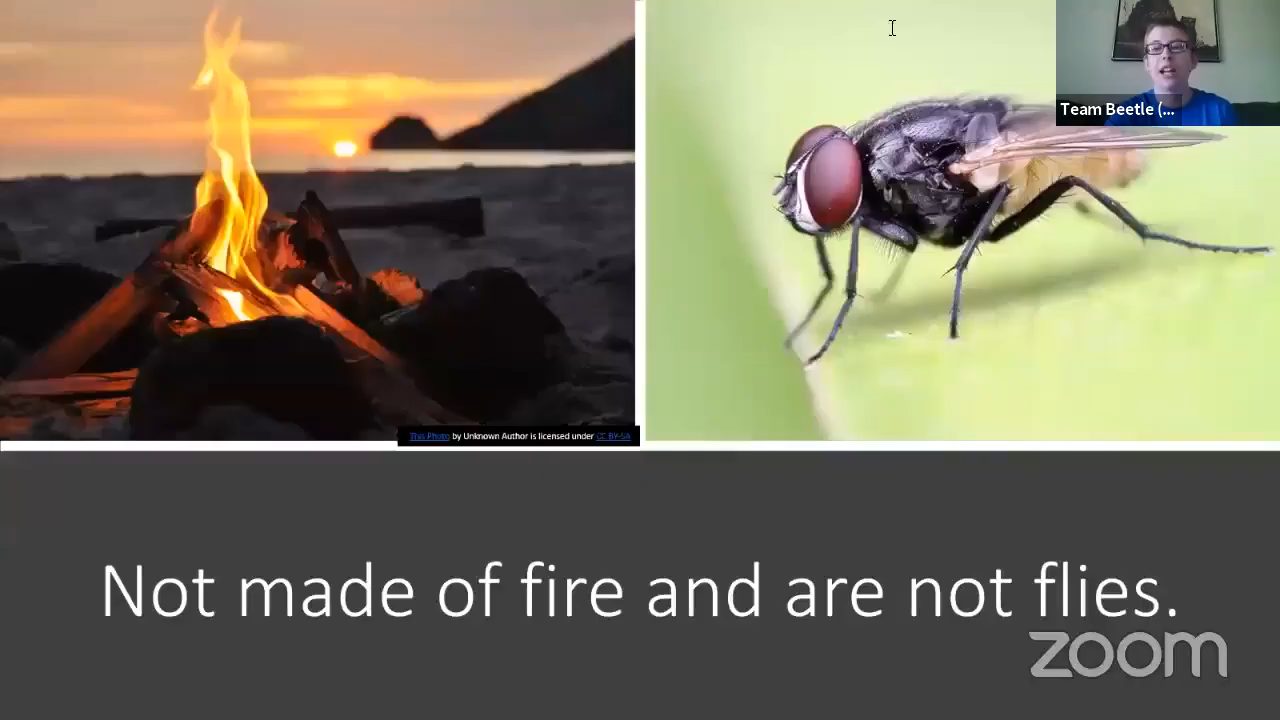 Team Beetle (...
This Photo by Unknown Author is licensed under CC BY-SA
Not made of fire and are not flies.
zoom